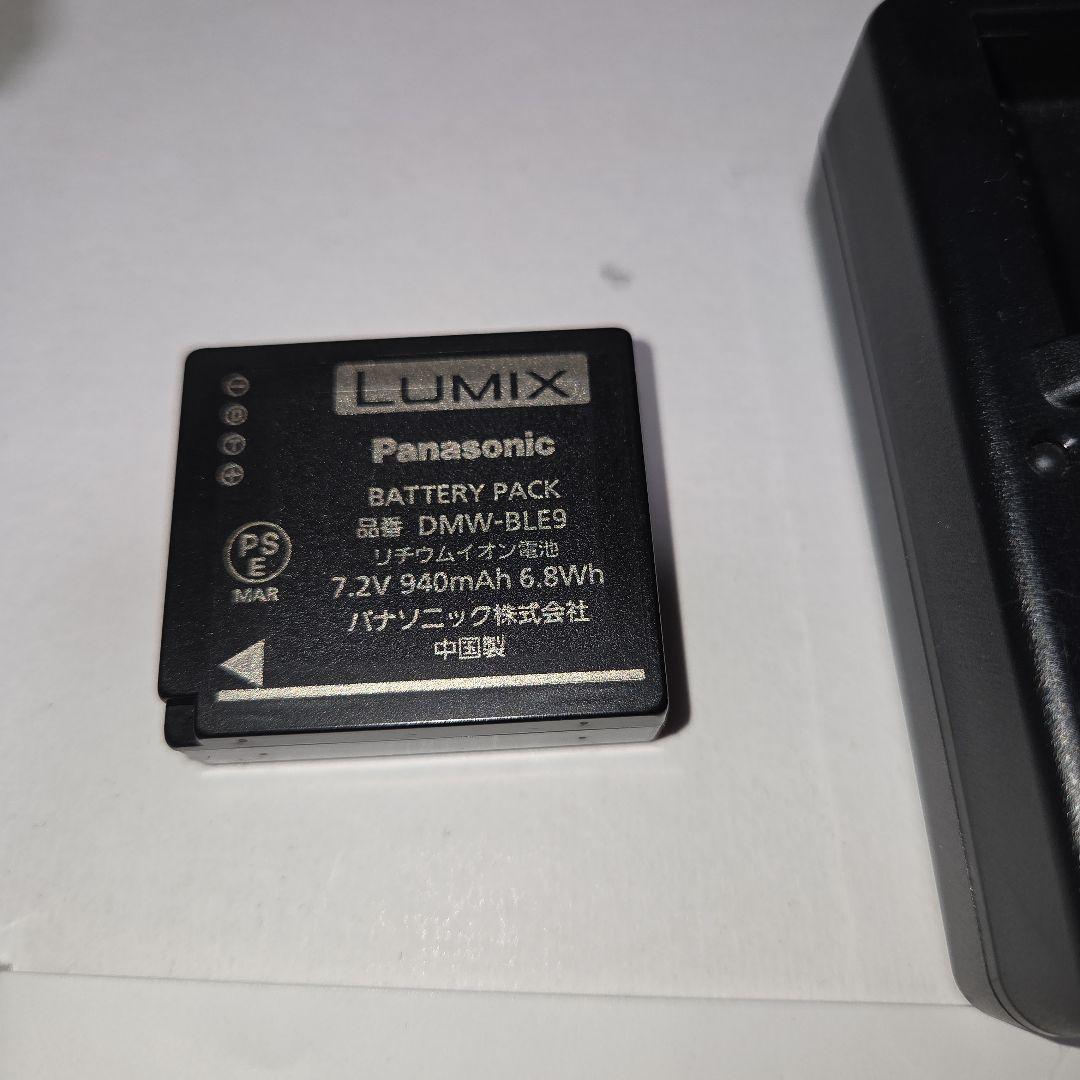 LUMIX
Panasonic
BATTERY PACK
品番 DMW-BLE9
リチウムイオン電池
7.2V 940mAh 6.8Wh
パナソニック株式会社
中国製
PS
E
MAR
- D T +